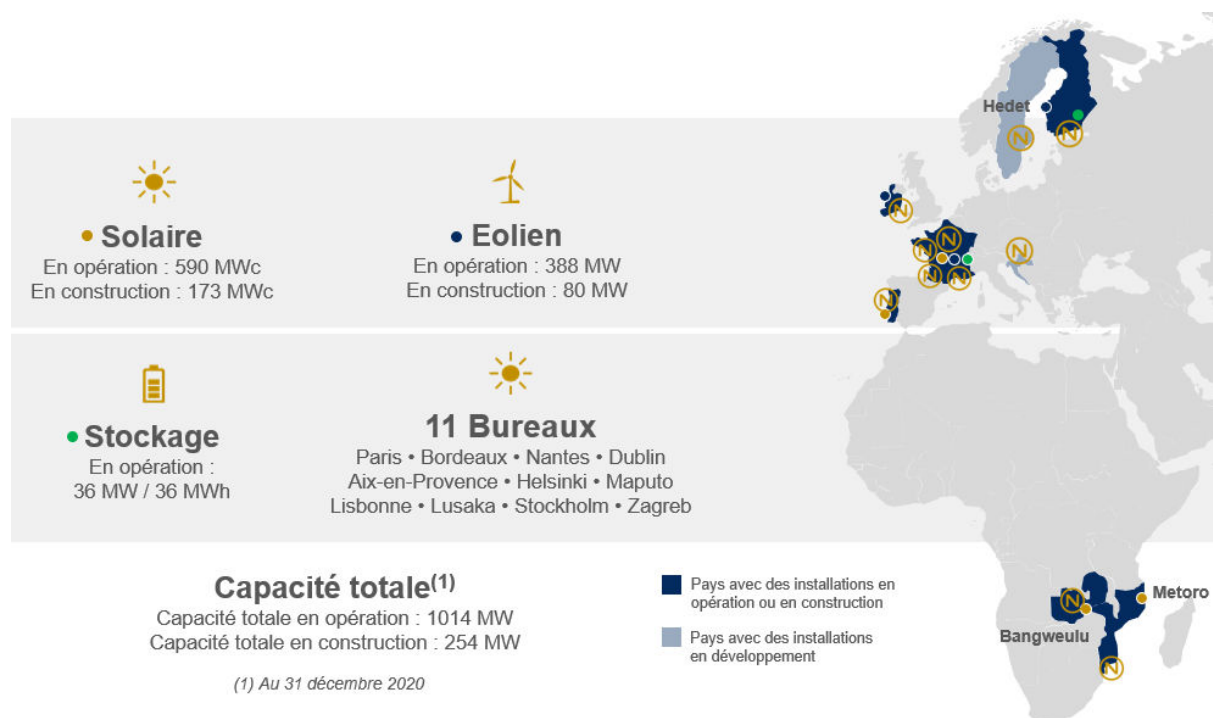 Hedet
• Solaire
En opération : 590 MWc
En construction : 173 MWc
• Eolien
En opération : 388 MW
En construction : 80 MW
• Stockage
En opération :
36 MW / 36 MWh
11 Bureaux
Paris • Bordeaux • Nantes • Dublin
Aix-en-Provence • Helsinki • Maputo
Lisbonne • Lusaka • Stockholm • Zagreb
Capacité totale(1)
Capacité totale en opération : 1014 MW
Capacité totale en construction : 254 MW
(1) Au 31 décembre 2020
Pays avec des installations en
opération ou en construction
Pays avec des installations
en développement
Metoro
Bangweulu
N
N
N
N
N
N
N
N
N
N
N